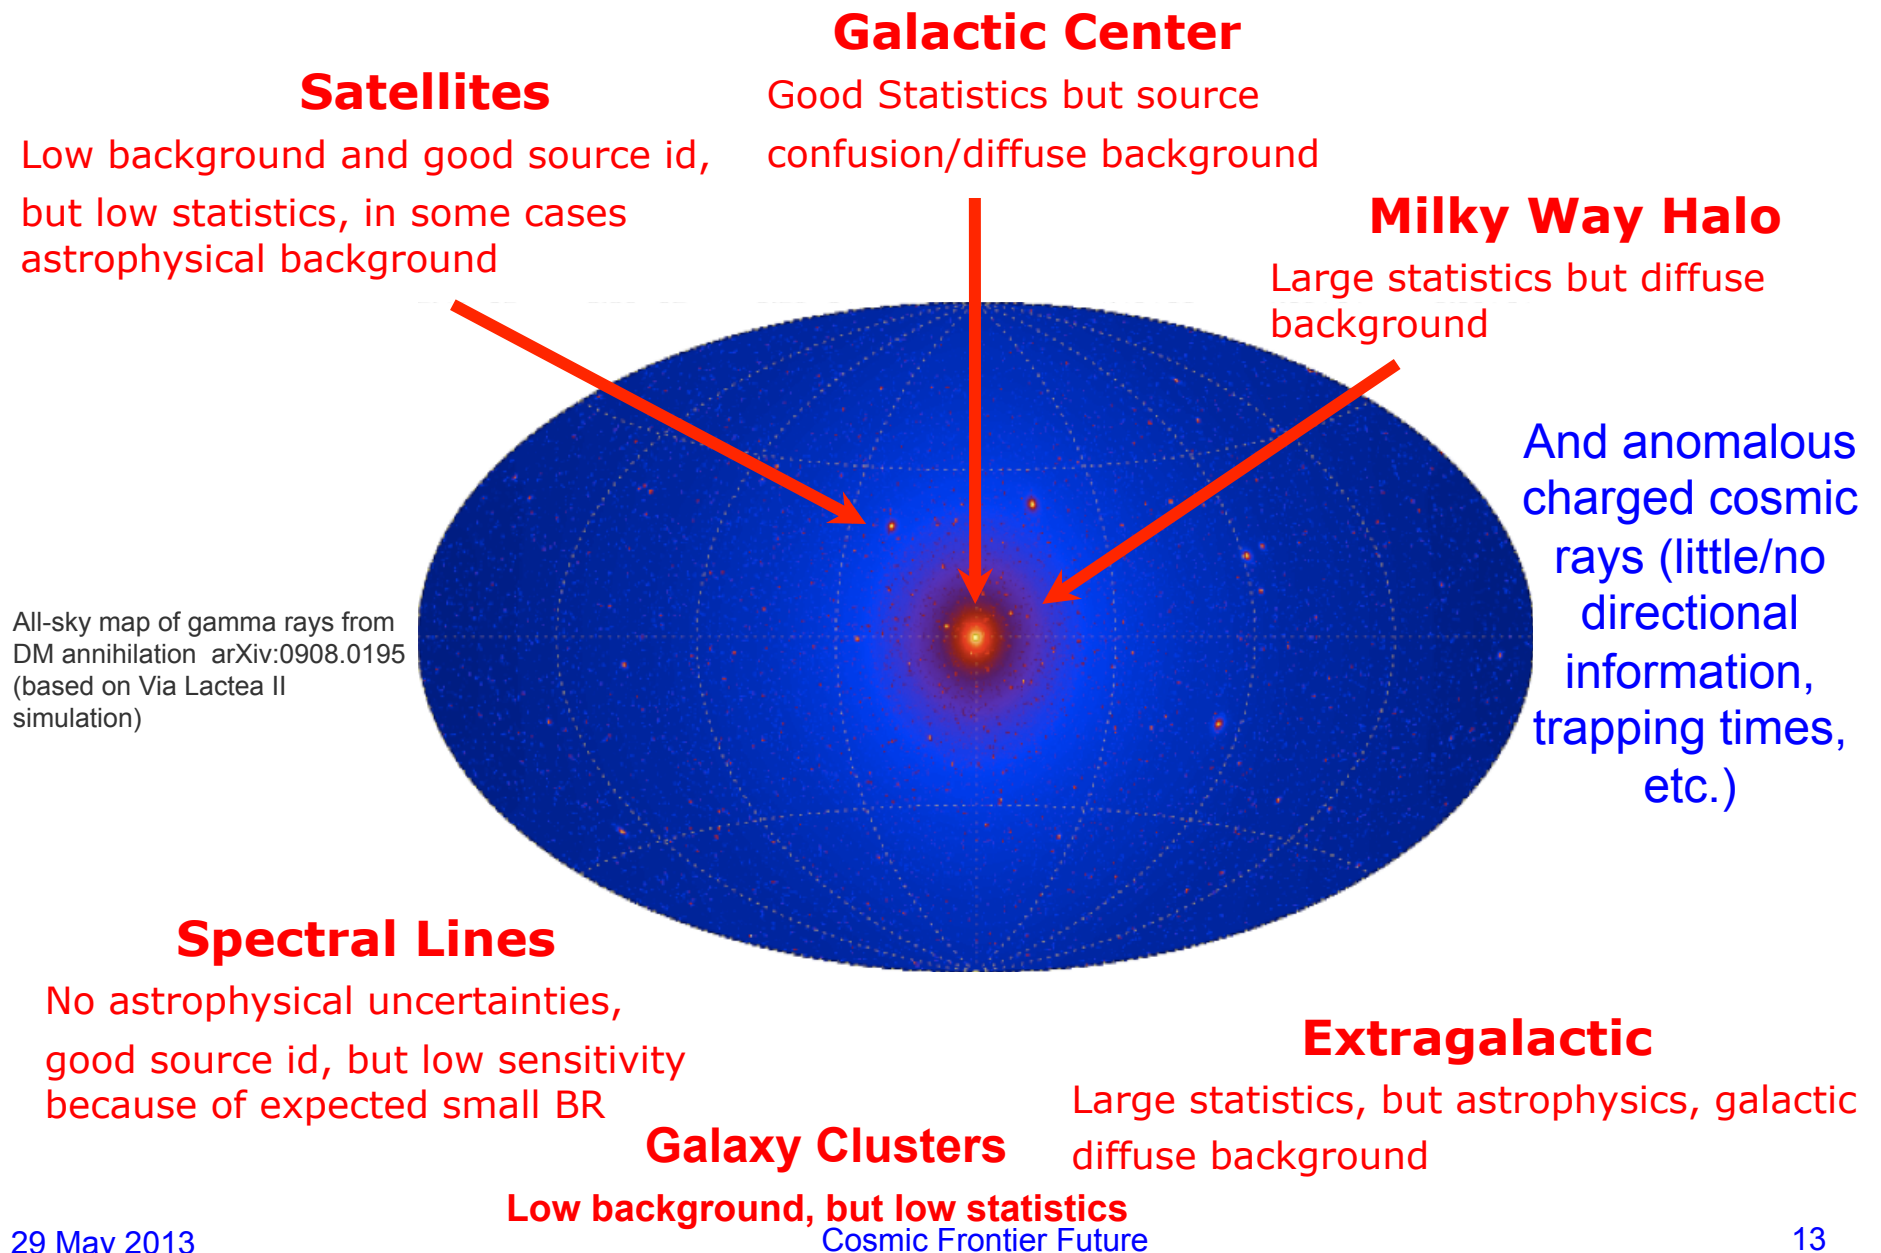 Galactic Center
Good Statistics but source
confusion/diffuse background
Satellites
Low background and good source id,
but low statistics, in some cases
astrophysical background
Milky Way Halo
Large statistics but diffuse
background
And anomalous
charged cosmic
rays (little/no
directional
information,
trapping times,
etc.)
All-sky map of gamma rays from
DM annihilation arXiv:0908.0195
(based on Via Lactea II
simulation)
Spectral Lines
No astrophysical uncertainties,
good source id, but low sensitivity
because of expected small BR
Galaxy Clusters
Low background, but low statistics
Extragalactic
Large statistics, but astrophysics, galactic
diffuse background
29 May 2013
Cosmic Frontier Future
13